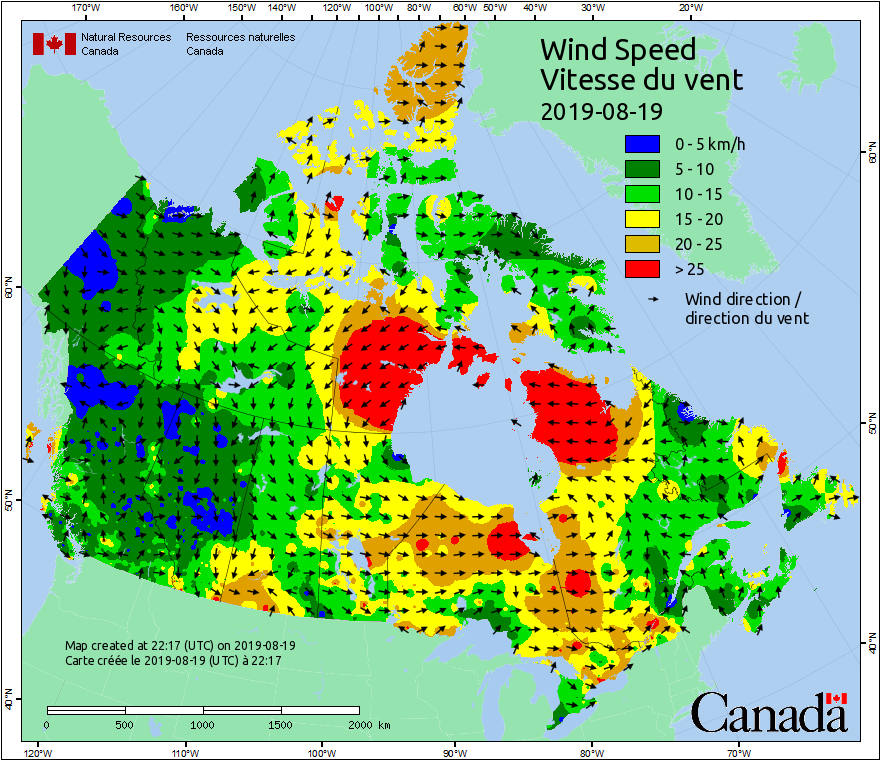 170°W 160°W 150°W 140°W 120°W 100°W 80°W 60°W 50°W 40°W 30°W 20°W
Natural Resources Ressources naturelles
Canada Canada
Wind Speed
Vitesse du vent
2019-08-19
0 - 5 km/h
5 - 10
10 - 15
15 - 20
20 - 25
> 25
Wind direction /
direction du vent
60°N
60°N
50°N
50°N
40°N
40°N
Map created at 22:17 (UTC) on 2019-08-19
Carte créée le 2019-08-19 (UTC) à 22:17
0 500 1000 1500 2000 km
Canada
120°W 110°W 100°W 90°W 80°W 70°W